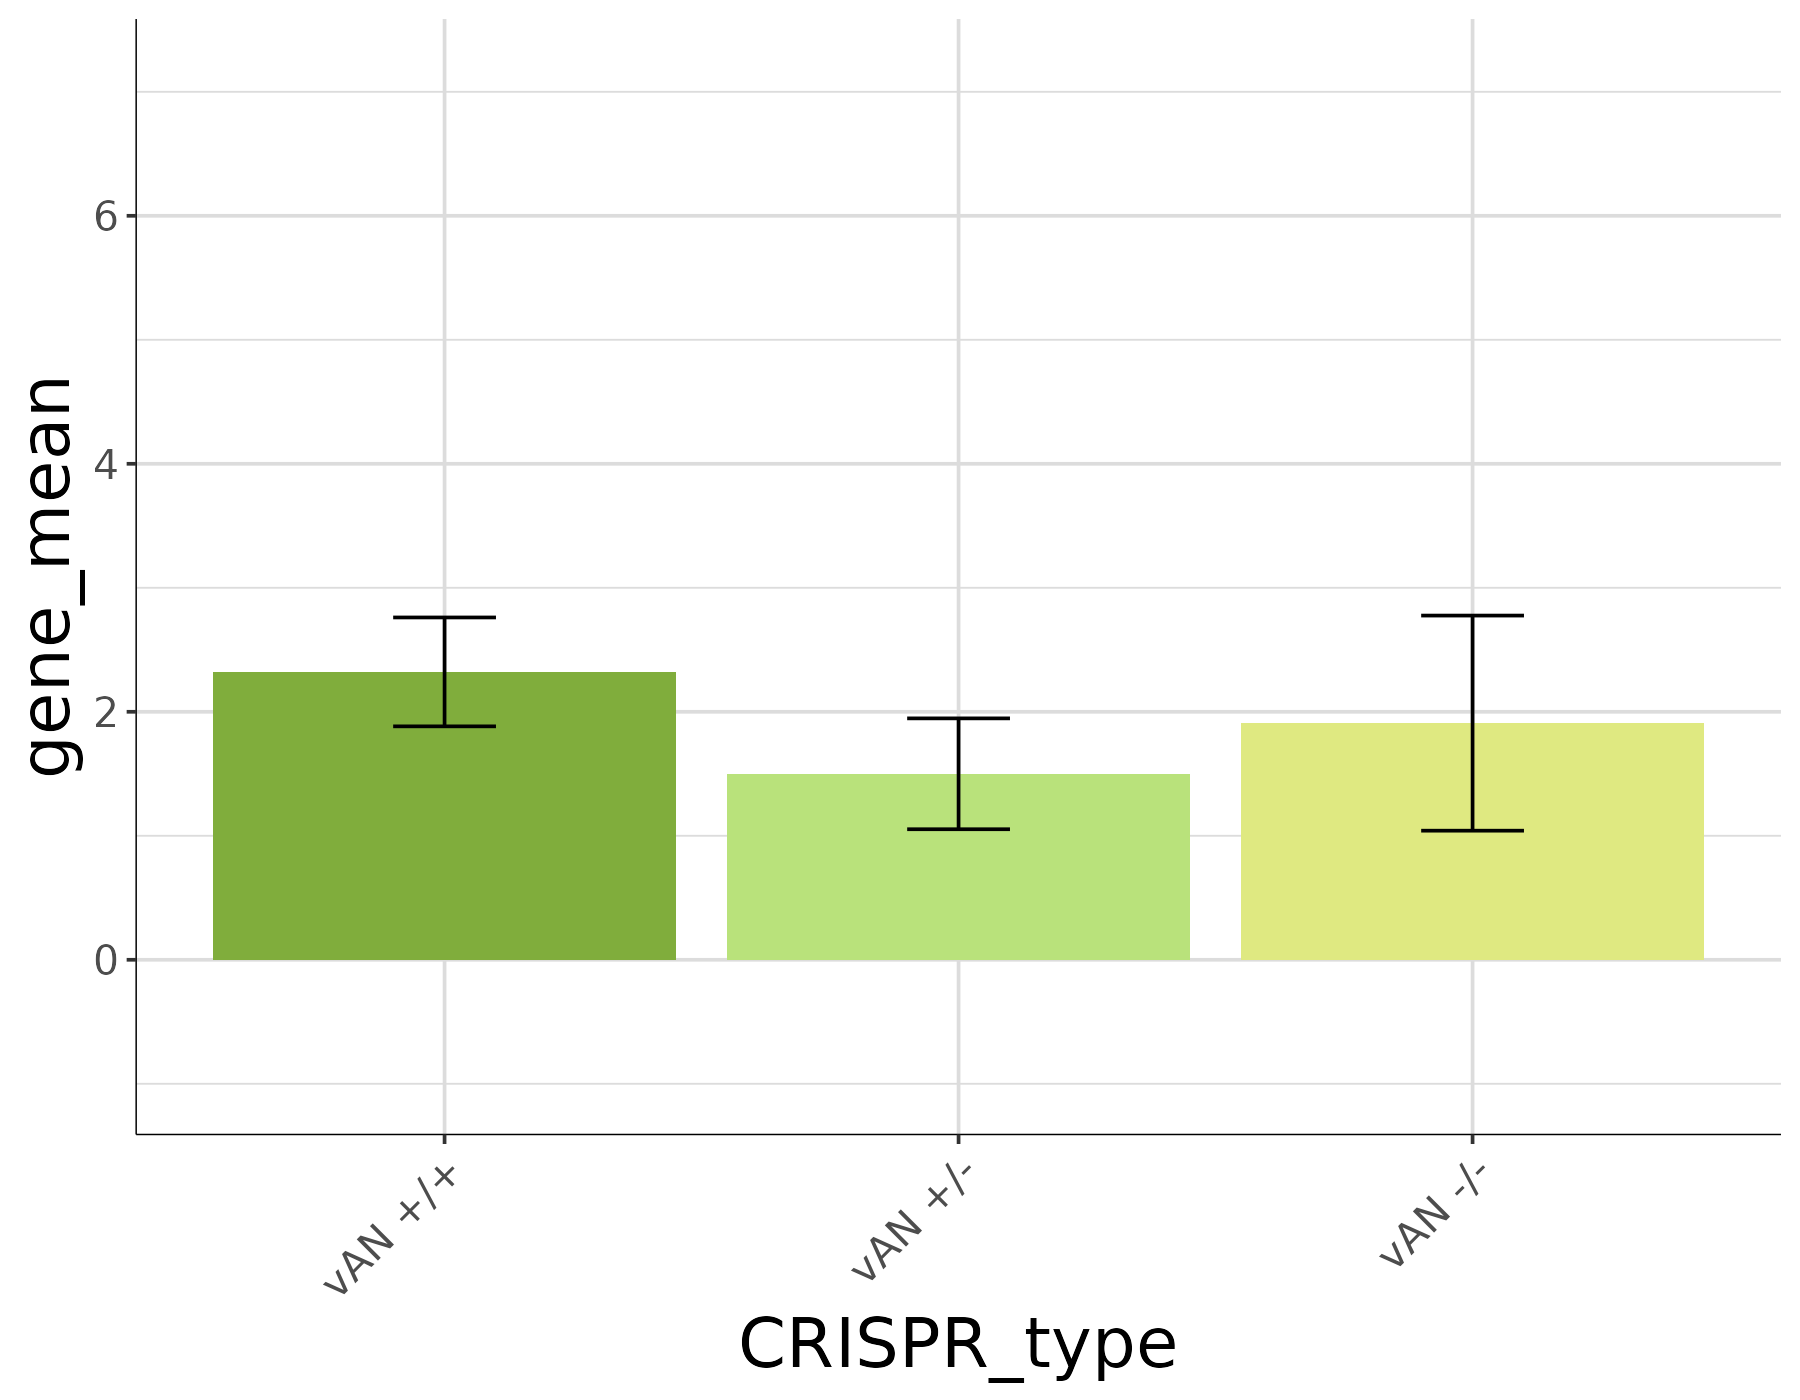 gene_mean
6
4
2
0
vAN +/+
vAN +/-
vAN -/-
CRISPR_type